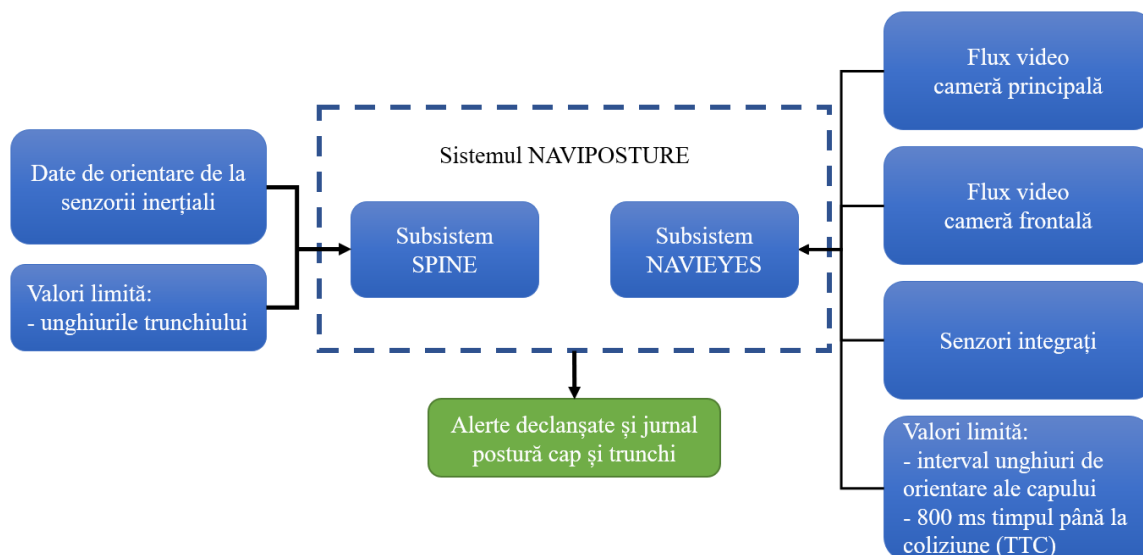 Date de orientare de la
senzorii inerțiali
Valori limită:
- unghiurile trunchiului
Sistemul NAVIPOSTURE
Subsistem
SPINE
Subsistem
NAVIEYES
Alerte declanșate și jurnal
postură cap și trunchi
Flux video
cameră principală
Flux video
cameră frontală
Senzori integrați
Valori limită:
- interval unghiuri de
orientare ale capului
- 800 ms timpul până la
coliziune (TTC)